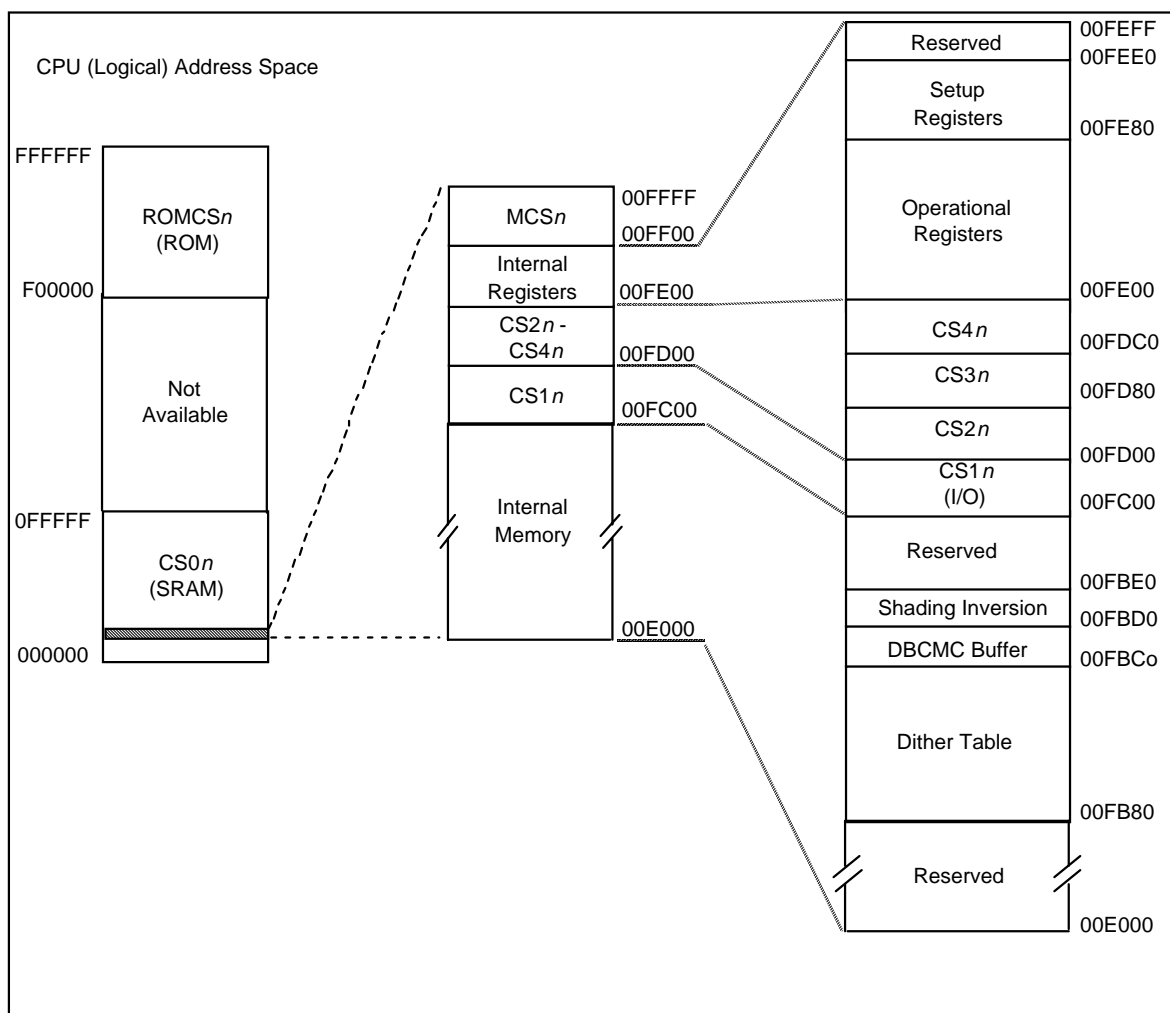 CPU (Logical) Address Space
FFFFFF
ROMCSn
(ROM)
F00000
Not
Available
0FFFFF
CS0n
(SRAM)
000000
MCSn
00FFFF
00FF00
Internal
Registers
00FE00
CS2n -
CS4n
00FD00
CS1n
00FC00
Internal
Memory
00E000
00FEFF
Reserved
00FEE0
Setup
Registers
00FE80
Operational
Registers
00FE00
CS4n
00FDC0
CS3n
00FD80
CS2n
00FD00
CS1n
(I/O)
00FC00
Reserved
00FBE0
Shading Inversion
00FBD0
DBCMC Buffer
00FBCo
Dither Table
00FB80
Reserved
00E000